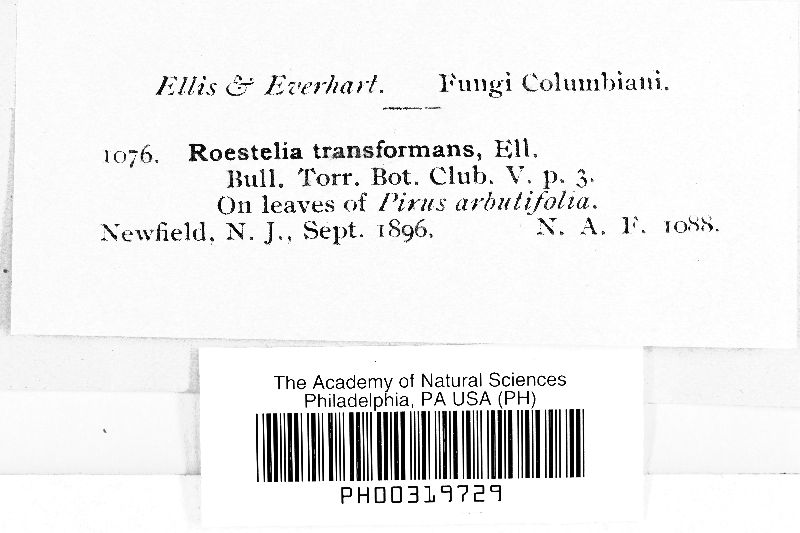 Ellis & Everhart. Fungi Columbiani.
1076. Roestelia transformans, Ell.
Bull. Torr. Bot. Club. V. p. 3.
On leaves of Pirus arbutifolia.
Newfield, N. J., Sept. 1896. N. A. F. 1088.
The Academy of Natural Sciences
Philadelphia, PA USA (PH)
PH00319729